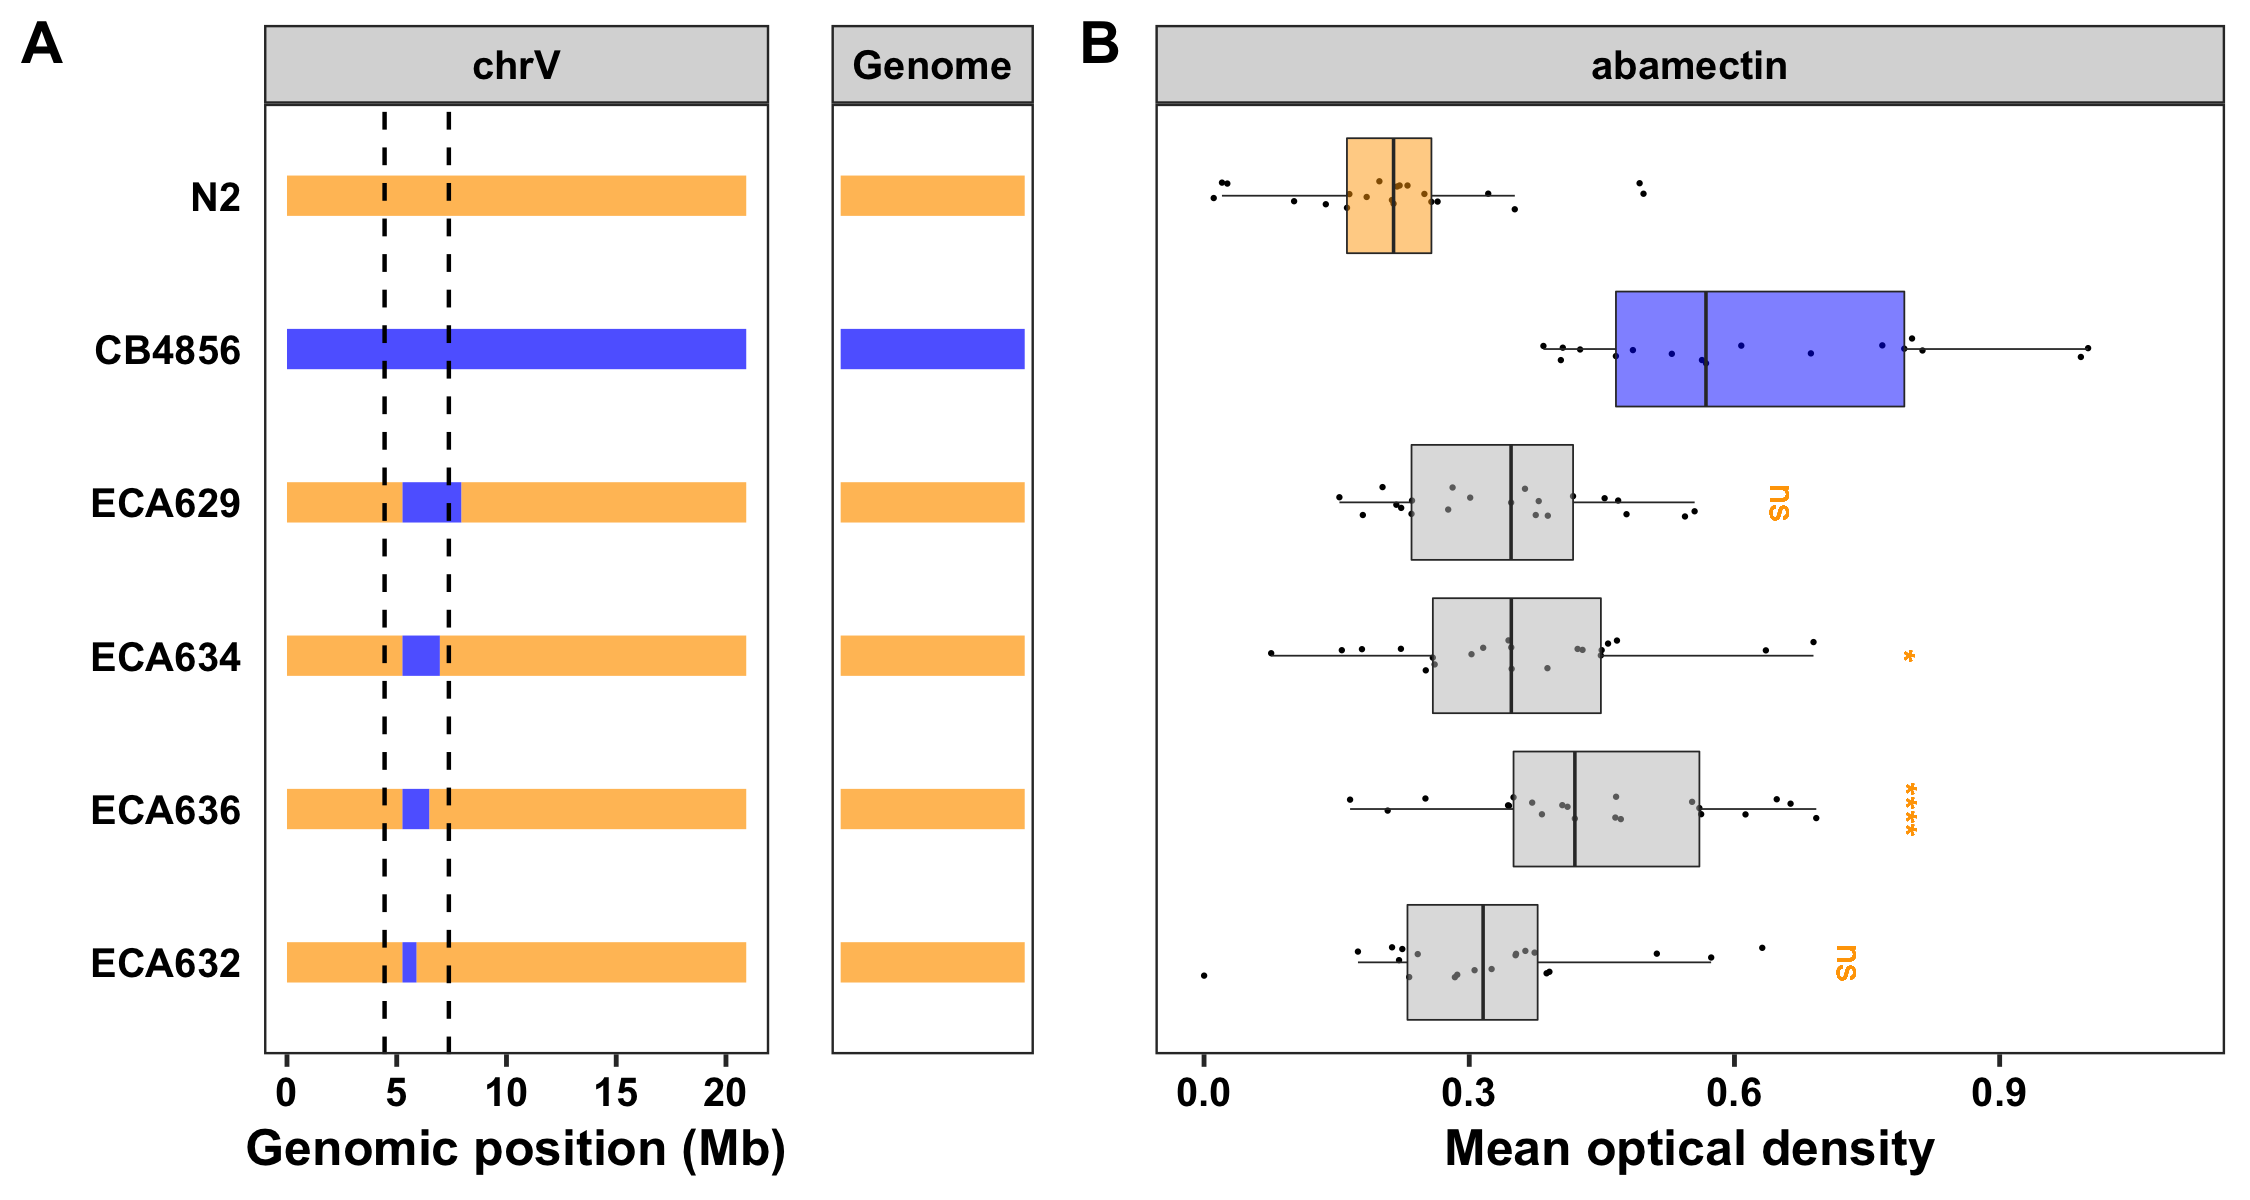 A
chrV
Genome
B
abamectin
N2
CB4856
ECA629
ns
ECA634
*
ECA636
****
ECA632
ns
0 5 10 15 20
0.0 0.3 0.6 0.9
Genomic position (Mb)
Mean optical density